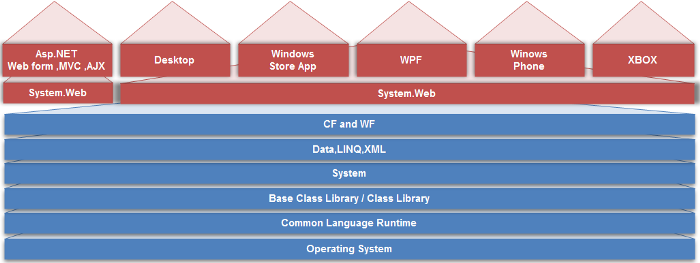 Asp.NET
Web form ,MVC ,AJX
Desktop
Windows
Store App
WPF
Winows
Phone
XBOX
System.Web
System.Web
CF and WF
Data,LINQ,XML
System
Base Class Library / Class Library
Common Language Runtime
Operating System